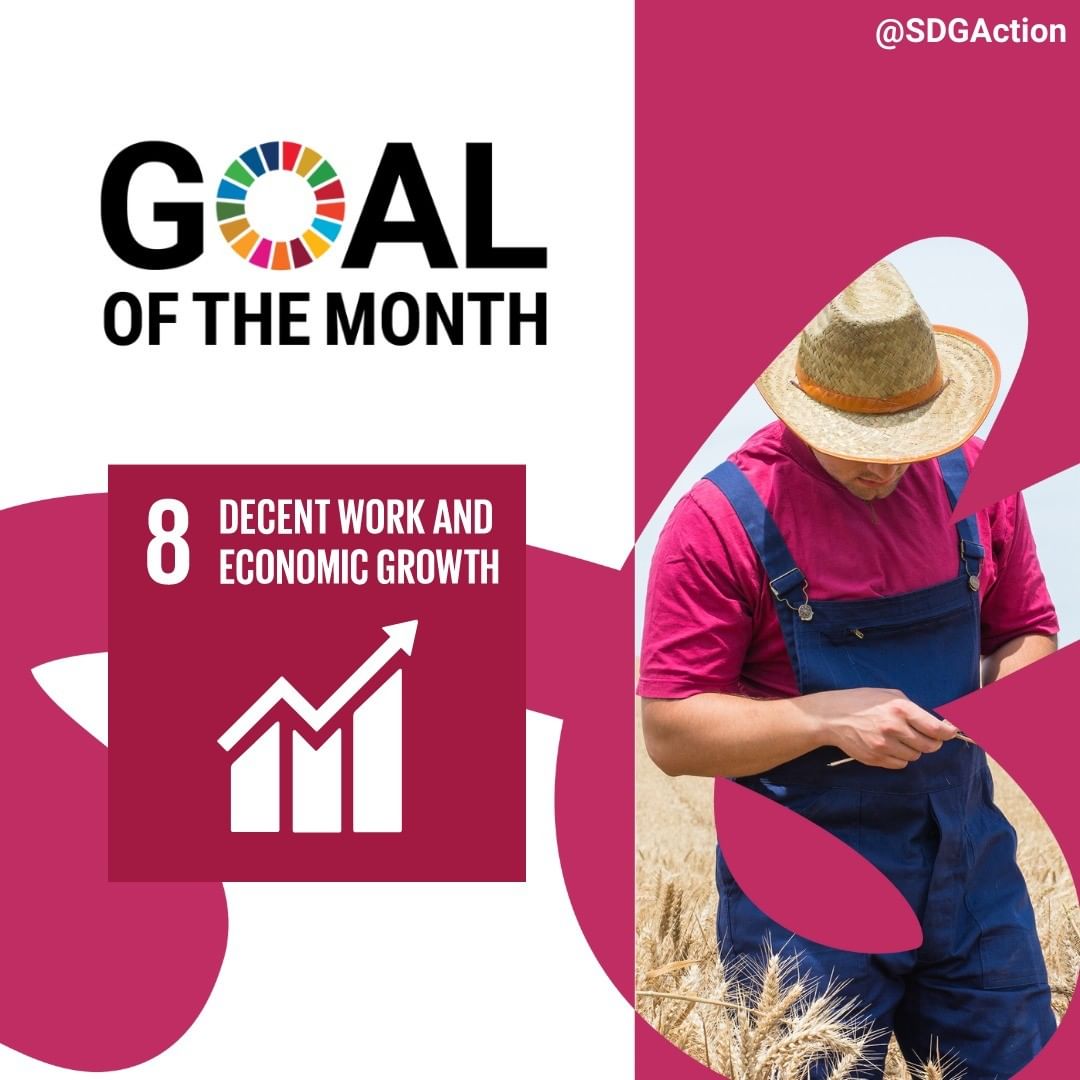 @SDGAction
GOAL
OF THE MONTH
8 DECENT WORK AND
ECONOMIC GROWTH